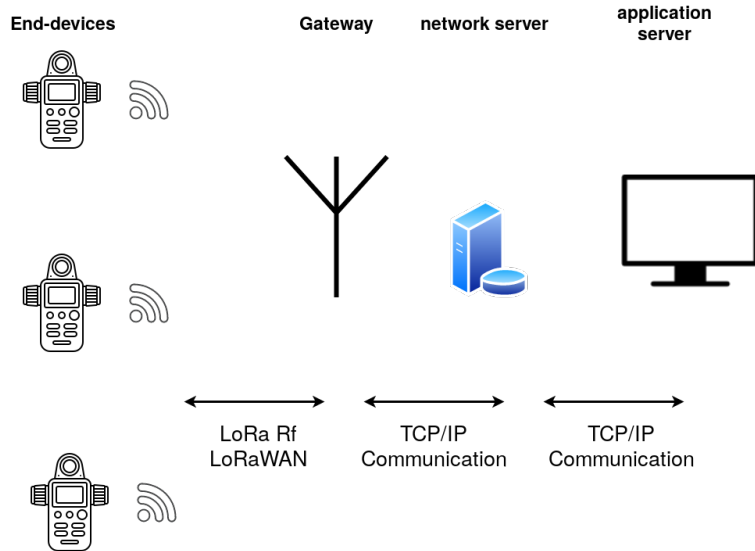 End-devices
Gateway
network server
application
server
LoRa Rf
LoRaWAN
TCP/IP
Communication
TCP/IP
Communication